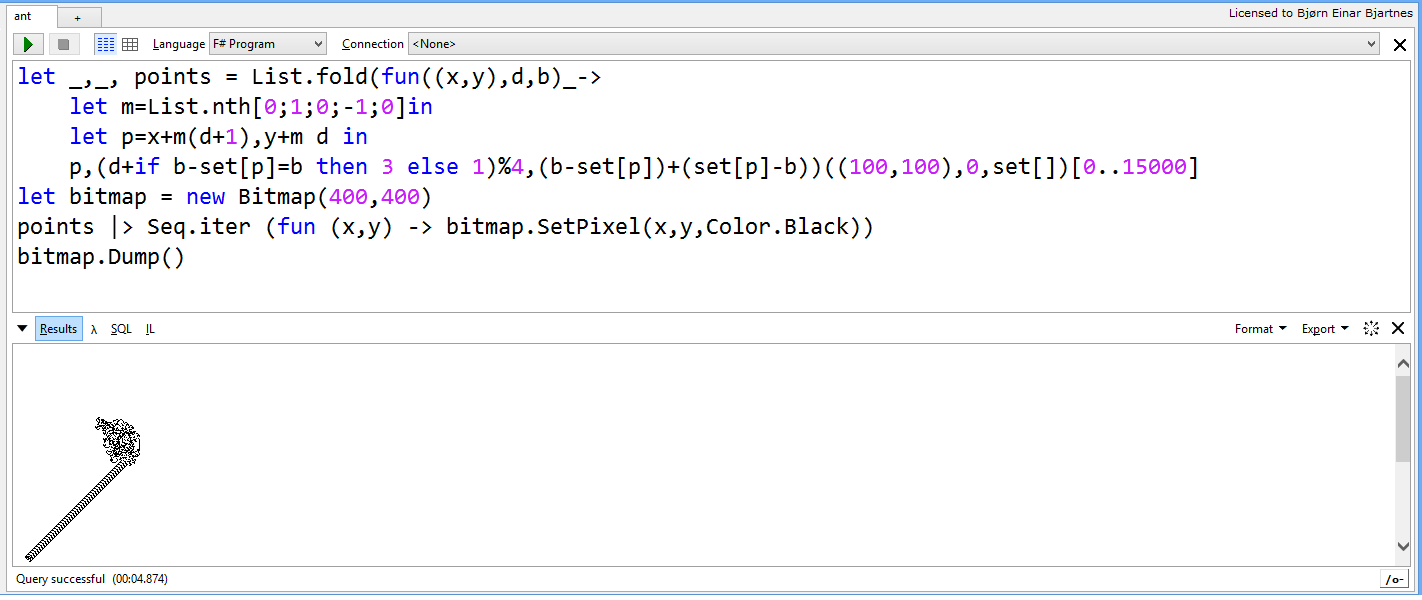 ant
+
Licensed to Bjørn Einar Bjartnes
Language F# Program Connection <None>
let _,_, points = List.fold(fun((x,y),d,b)_->
    let m=List.nth[0;1;0;-1;0]in
    let p=x+m(d+1),y+m d in
    p,(d+if b-set[p]=b then 3 else 1)%4,(b-set[p])+(set[p]-b))((100,100),0,set[])[0..15000]
let bitmap = new Bitmap(400,400)
points |> Seq.iter (fun (x,y) -> bitmap.SetPixel(x,y,Color.Black))
bitmap.Dump()
Results λ SQL IL Format Export
Query successful (00:04.874)
/o-